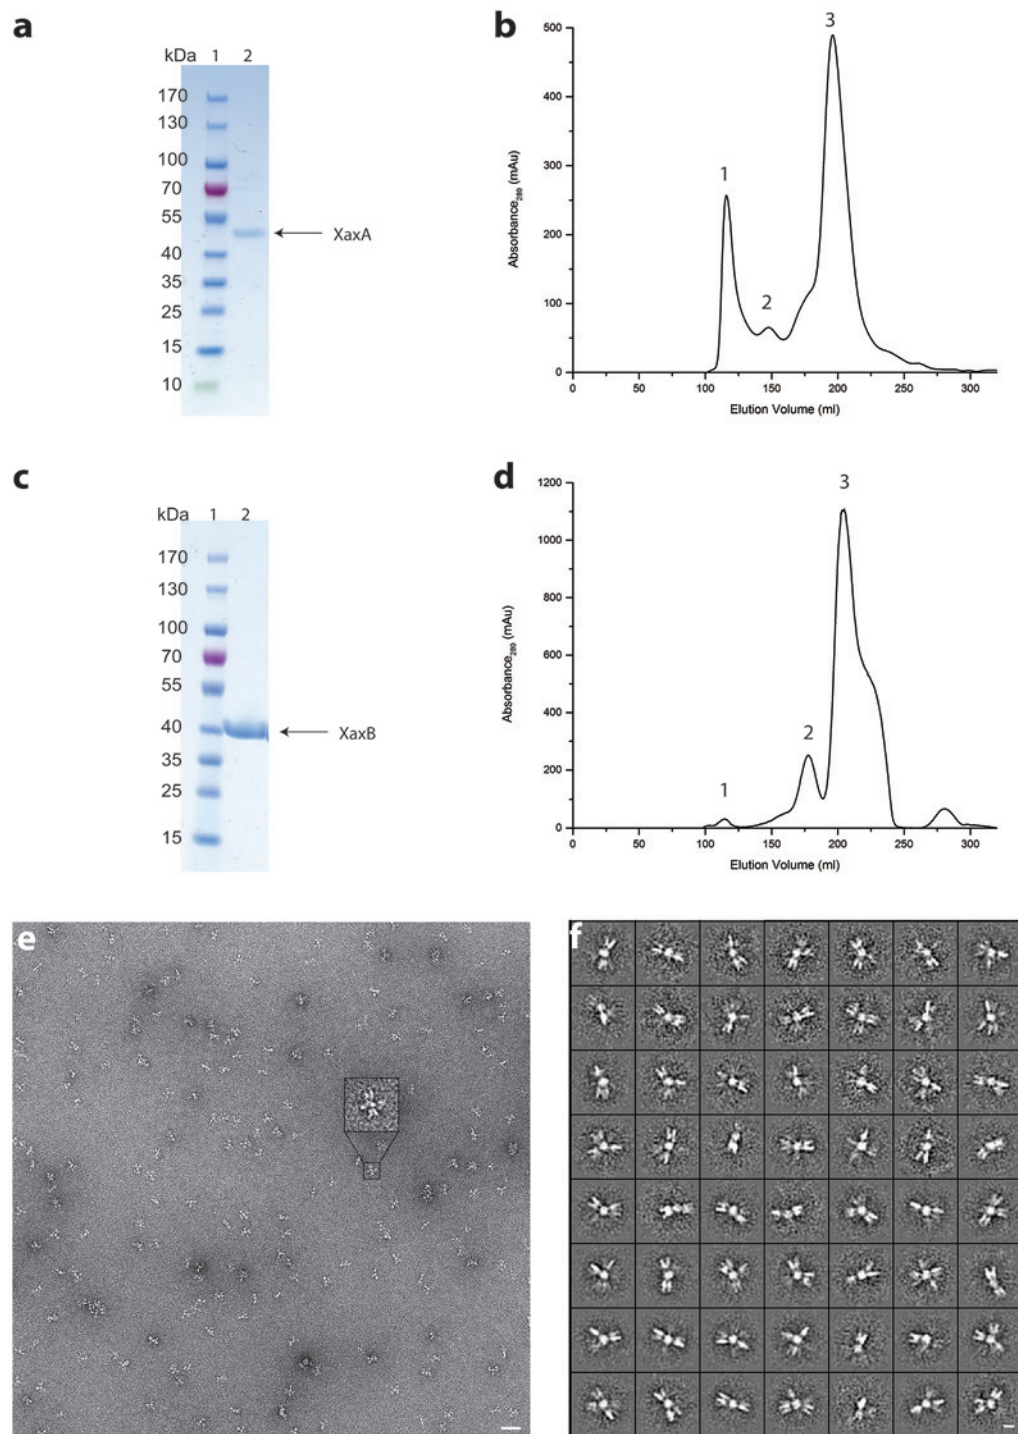 a
kDa 1 2
170
130
100
70
55
40
35
25
15
10
XaxA
b
Absorbance280 (mAu)
500
400
300
200
100
0
0 50 100 150 200 250 300
Elution Volume (ml)
1
2
3
c
kDa 1 2
170
130
100
70
55
40
35
25
15
XaxB
d
Absorbance280 (mAu)
1200
1000
800
600
400
200
0
0 50 100 150 200 250 300
Elution Volume (ml)
1
2
3
e
f